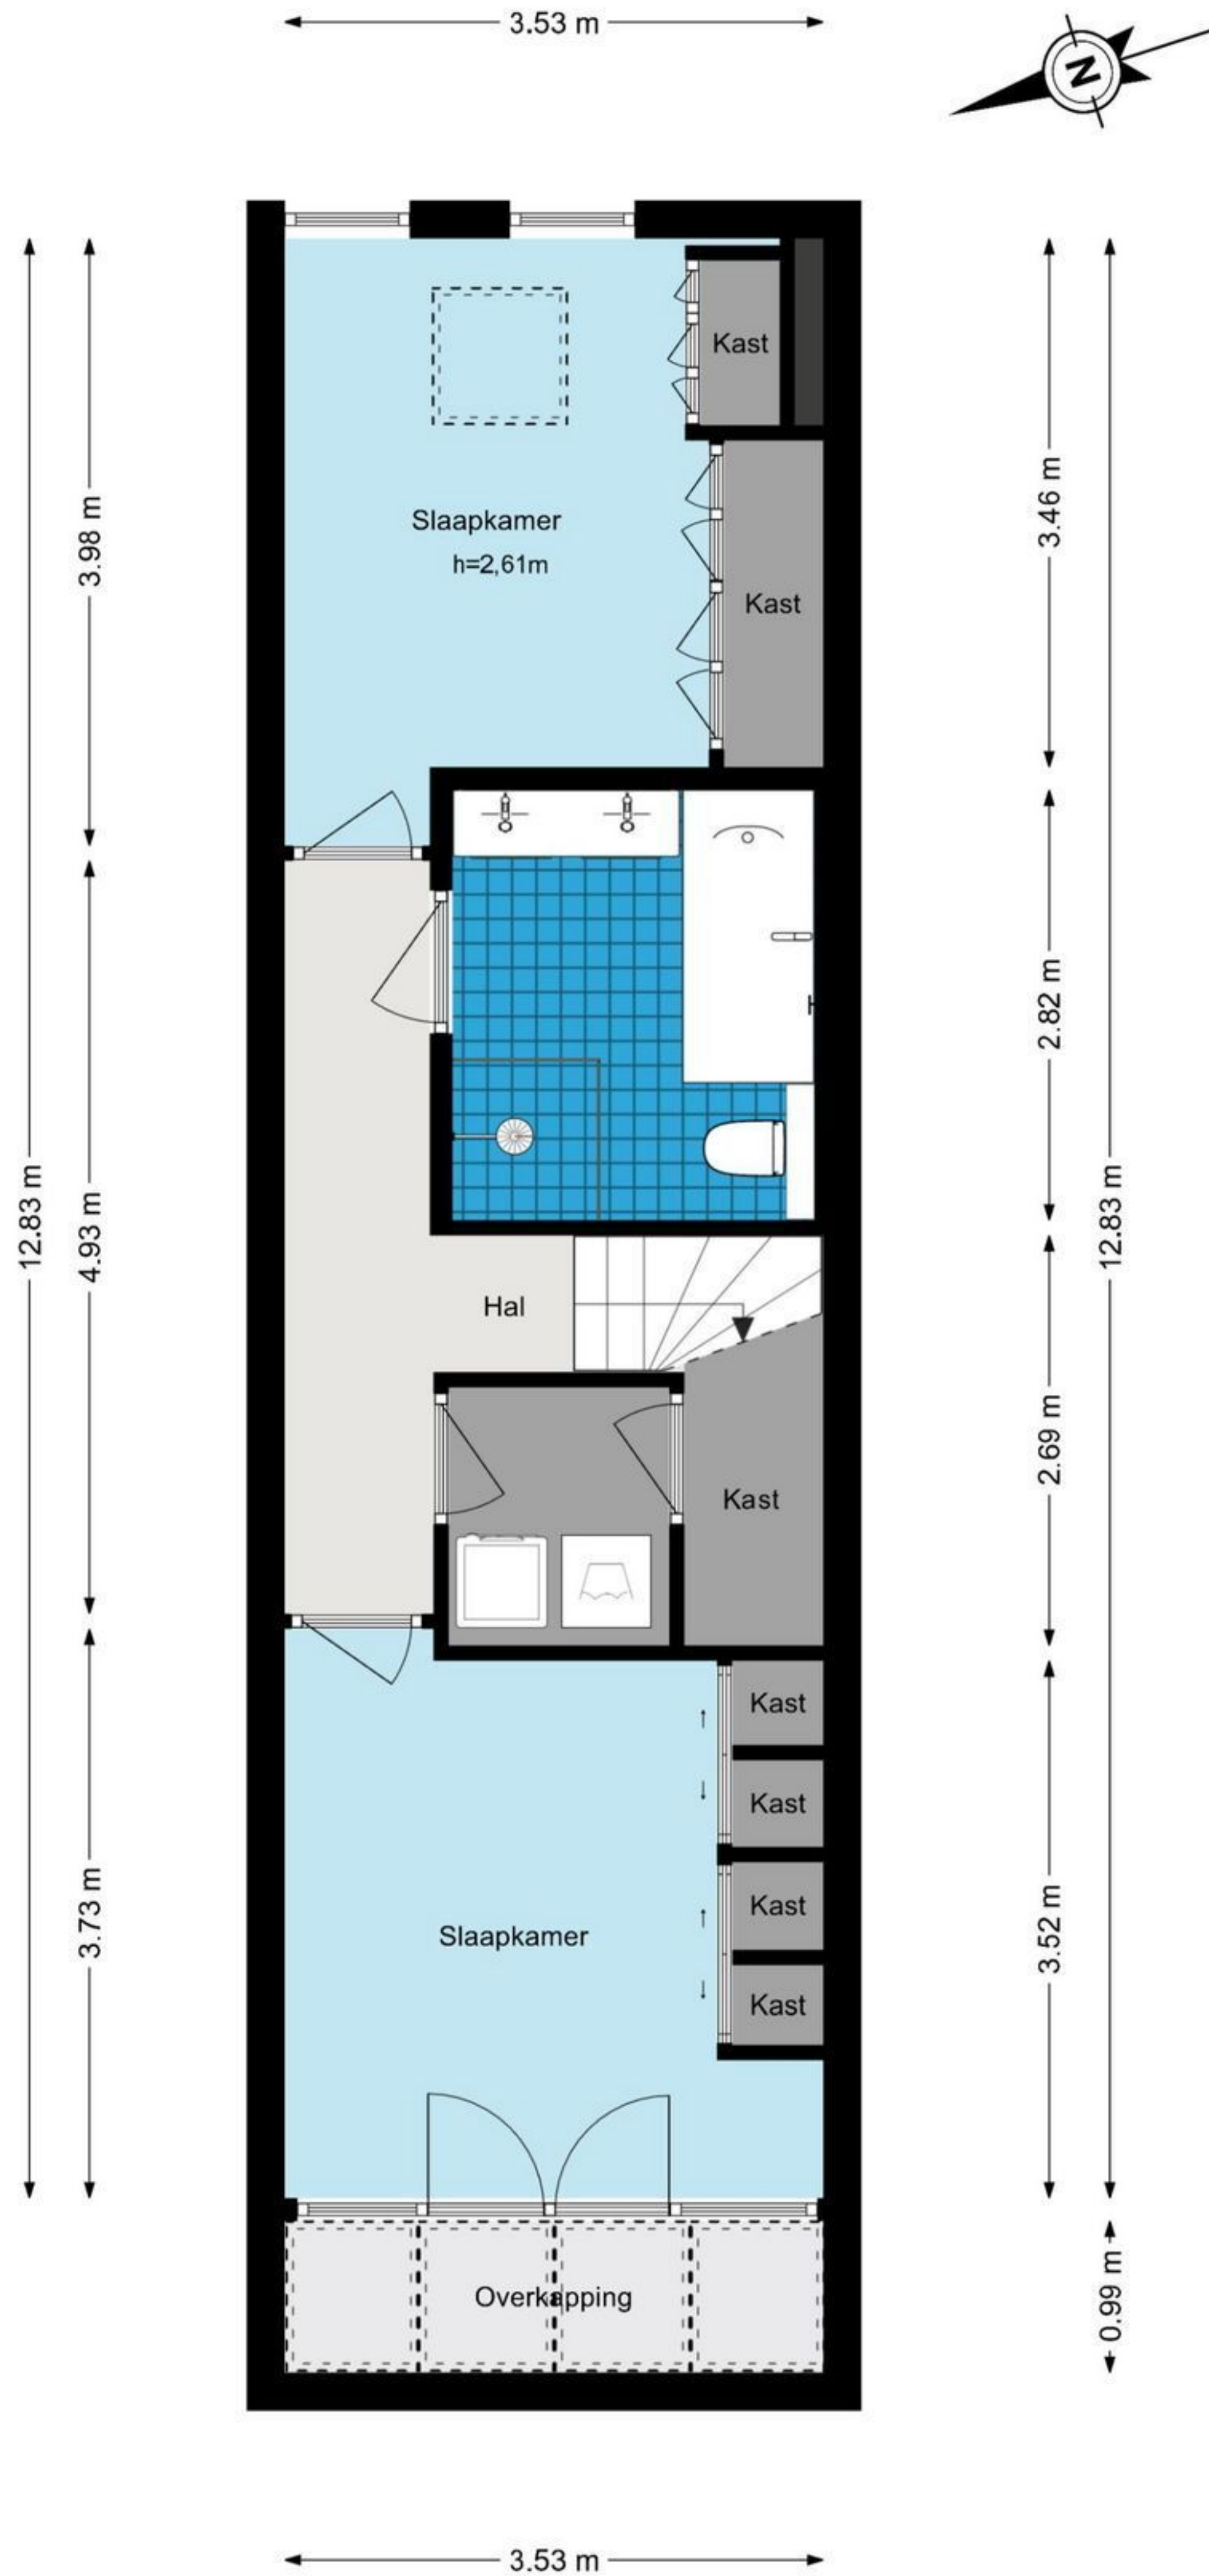 3.53 m
N
Kast
Slaapkamer
h=2,61m
Kast
3.98 m
3.46 m
12.83 m
4.93 m
2.82 m
12.83 m
H
Hal
2.69 m
Kast
Kast
Kast
Kast
Kast
Slaapkamer
3.73 m
3.52 m
Overkapping
0.99 m
3.53 m